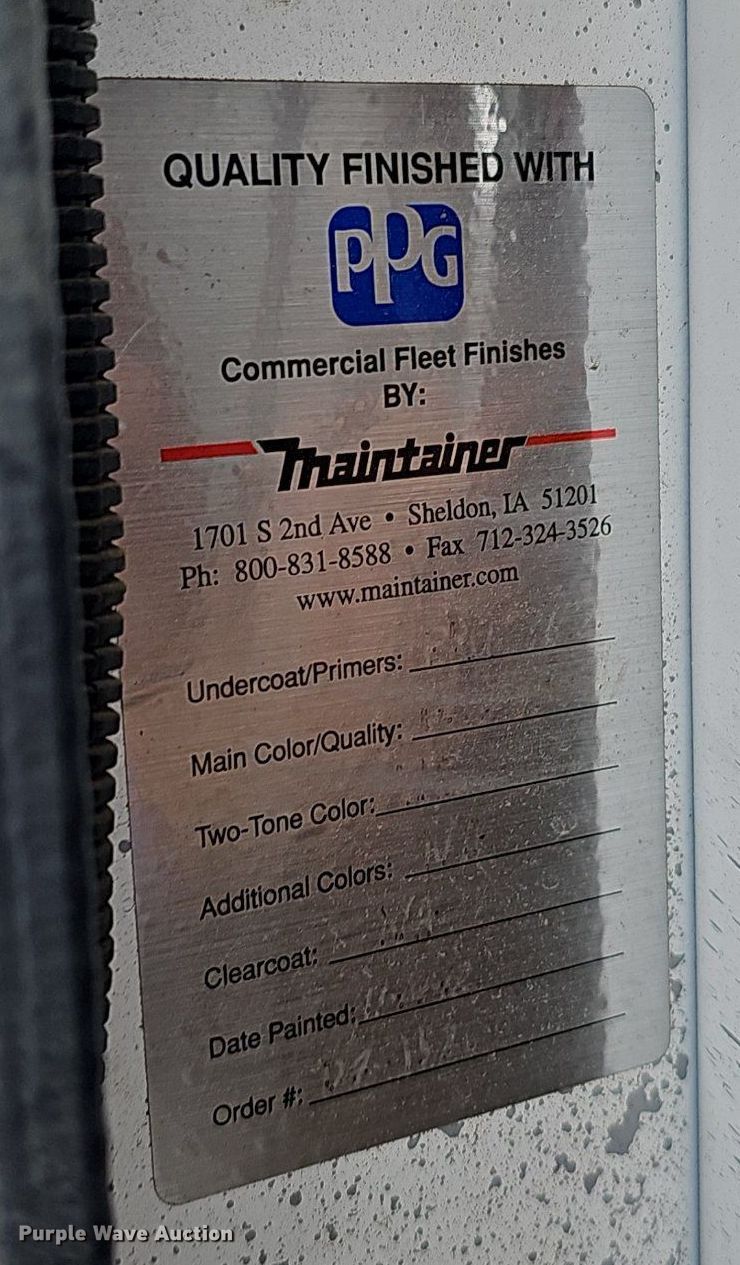 QUALITY FINISHED WITH
PPG
Commercial Fleet Finishes
BY:
Maintainer
1701 S 2nd Ave • Sheldon, IA 51201
Ph: 800-831-8588 • Fax 712-324-3526
www.maintainer.com
Undercoat/Primers:
Main Color/Quality:
Two-Tone Color:
Additional Colors:
Clearcoat:
Date Painted:
Order #:
Purple Wave Auction